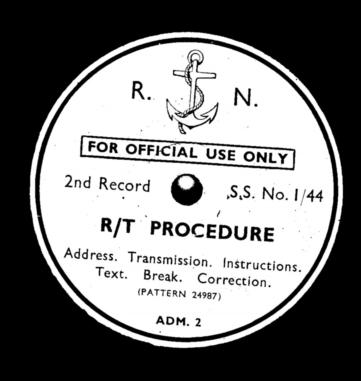 R. N.
FOR OFFICIAL USE ONLY
2nd Record S.S. No. 1/44
R/T PROCEDURE
Address. Transmission. Instructions.
Text. Break. Correction.
(PATTERN 24987)
ADM. 2